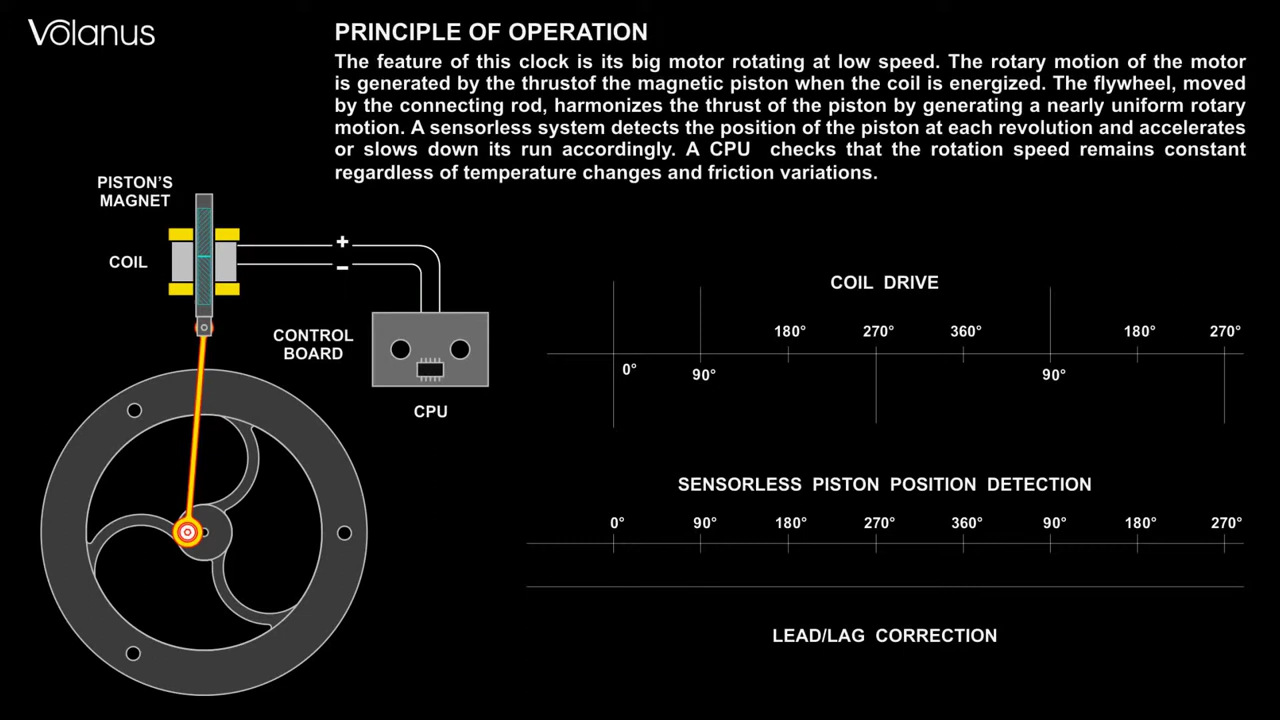 Volanus
PRINCIPLE OF OPERATION
The feature of this clock is its big motor rotating at low speed. The rotary motion of the motor
is generated by the thrustof the magnetic piston when the coil is energized. The flywheel, moved
by the connecting rod, harmonizes the thrust of the piston by generating a nearly uniform rotary
motion. A sensorless system detects the position of the piston at each revolution and accelerates
or slows down its run accordingly. A CPU  checks that the rotation speed remains constant
regardless of temperature changes and friction variations.
PISTON'S
MAGNET
COIL
+
−
CONTROL
BOARD
CPU
COIL DRIVE
180° 270° 360° 180° 270°
0° 90° 90°
SENSORLESS PISTON POSITION DETECTION
0° 90° 180° 270° 360° 90° 180° 270°
LEAD/LAG CORRECTION